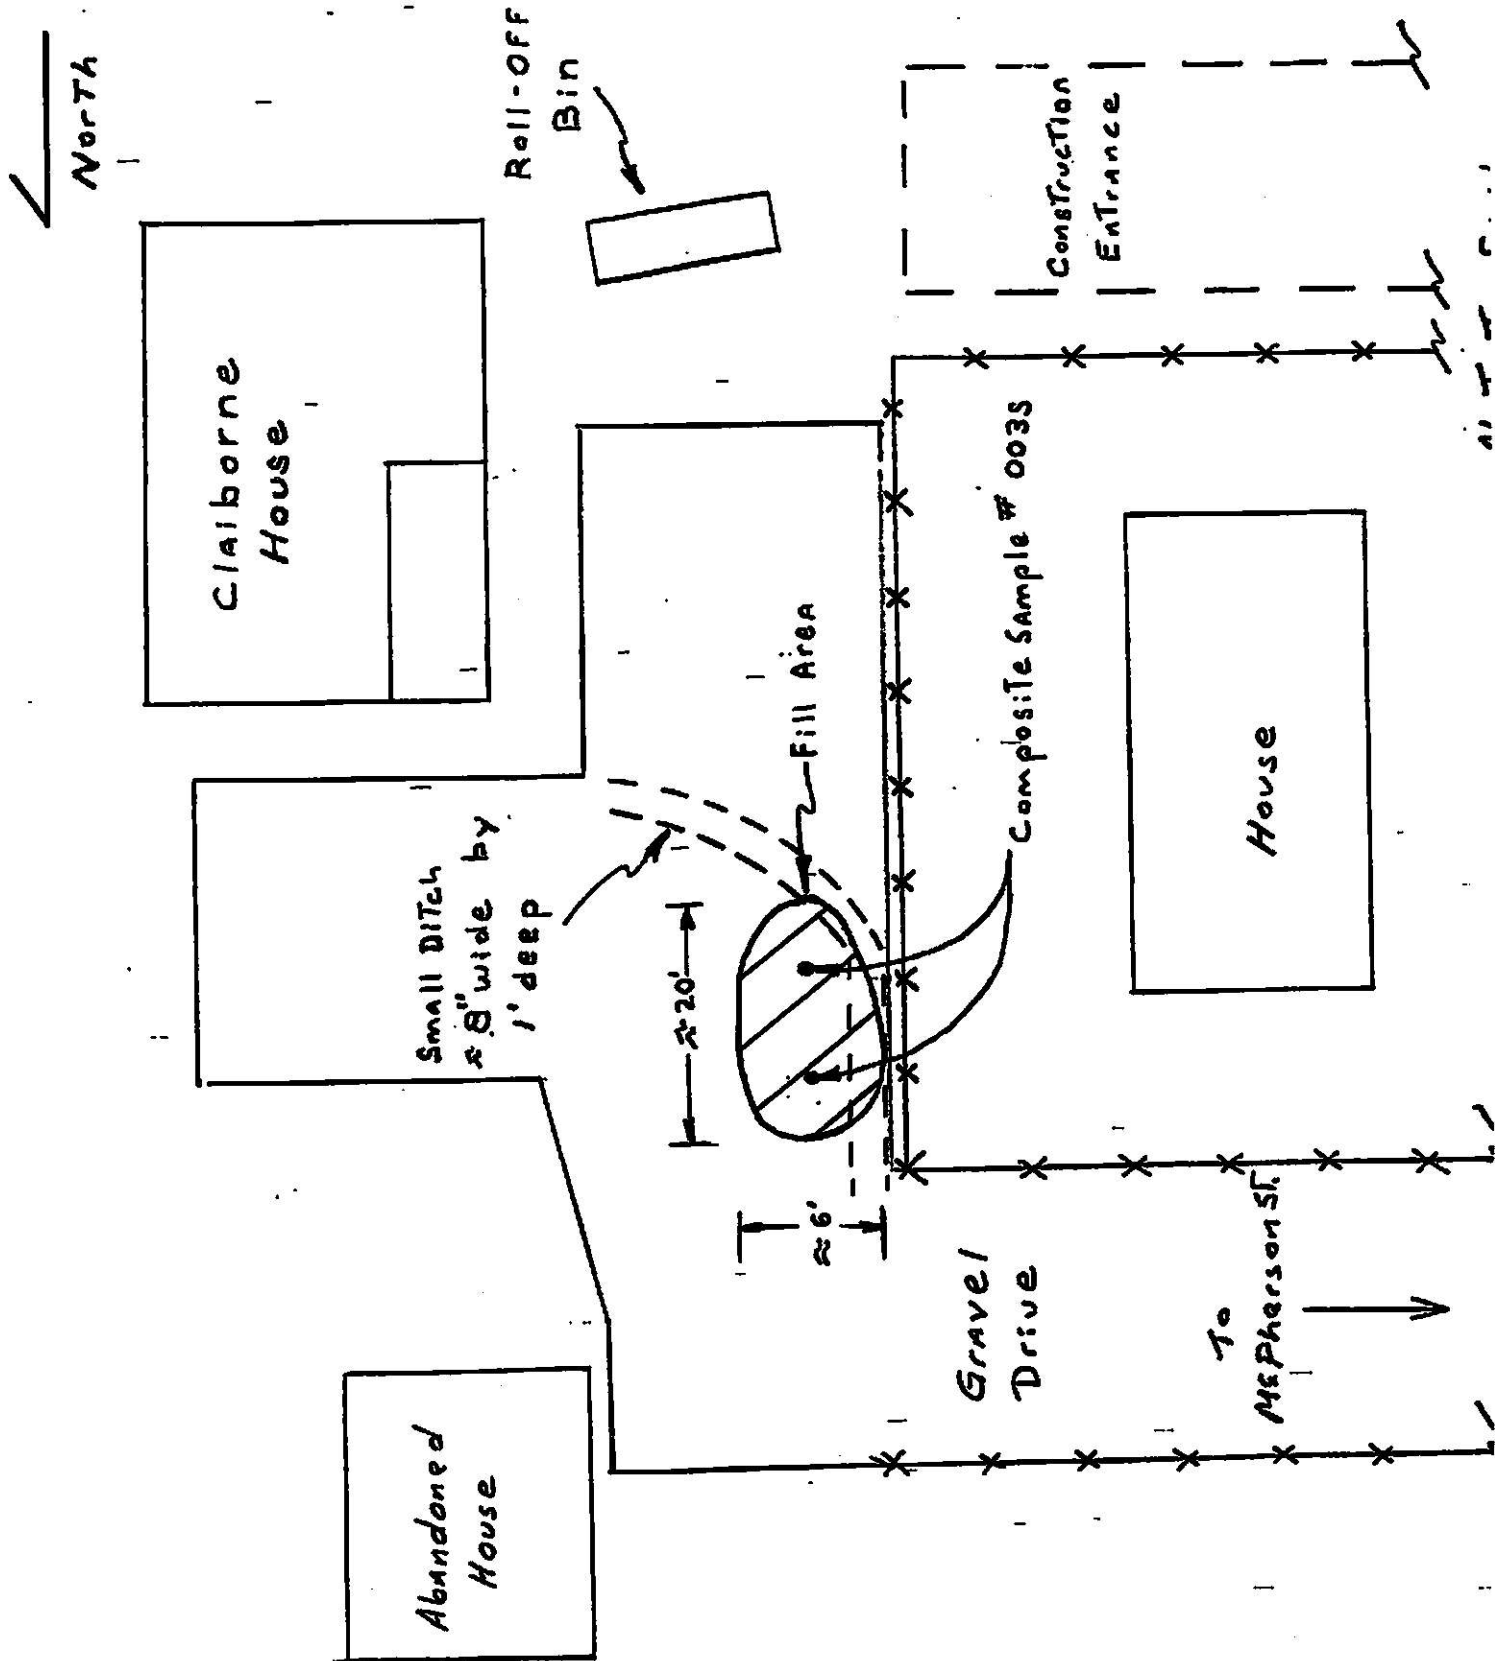 North
Roll-OFF
Bin
Claiborne
House
Construction
Entrance
Small Ditch
≈ 8" wide by
1' deep
Fill Area
≈ 20'
≈ 6'
Composite Sample # 003S
House
Abandoned
House
Gravel
Drive
To
McPherson St.